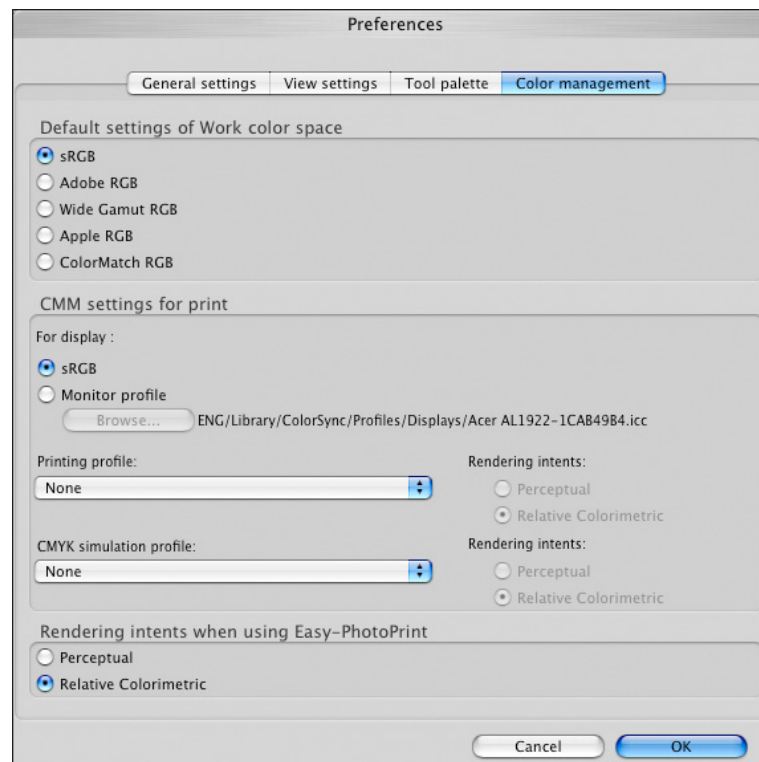 Preferences
General settings View settings Tool palette Color management
Default settings of Work color space
sRGB
Adobe RGB
Wide Gamut RGB
Apple RGB
ColorMatch RGB
CMM settings for print
For display :
sRGB
Monitor profile
Browse... ENG/Library/ColorSync/Profiles/Displays/Acer AL1922-1CAB49B4.icc
Printing profile: Rendering intents:
None Perceptual
Relative Colorimetric
CMYK simulation profile: Rendering intents:
None Perceptual
Relative Colorimetric
Rendering intents when using Easy-PhotoPrint
Perceptual
Relative Colorimetric
Cancel OK